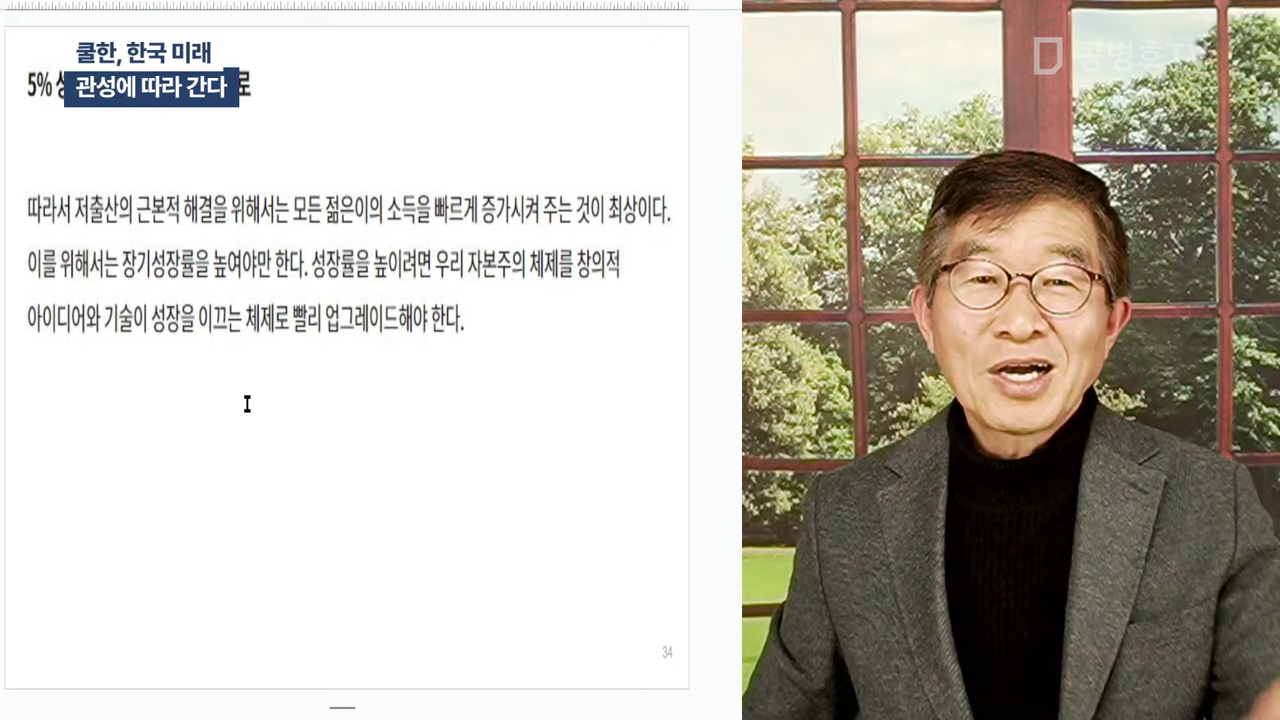 쿨한, 한국 미래
관성에 따라 간다
5%
로
따라서 저출산의 근본적 해결을 위해서는 모든 젊은이의 소득을 빠르게 증가시켜 주는 것이 최상이다.
이를 위해서는 장기성장률을 높여야만 한다. 성장률을 높이려면 우리 자본주의 체제를 창의적
아이디어와 기술이 성장을 이끄는 체제로 빨리 업그레이드해야 한다.
34
공병호TV